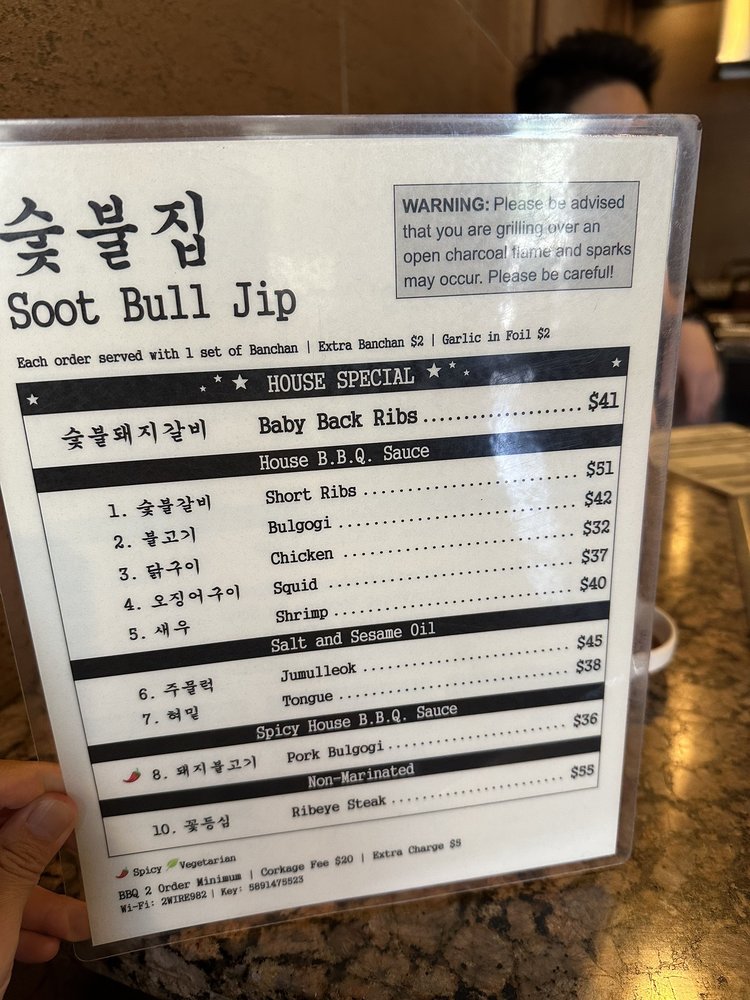 숯불집
Soot Bull Jip
WARNING: Please be advised
that you are grilling over an
open charcoal flame and sparks
may occur. Please be careful!
Each order served with 1 set of Banchan | Extra Banchan $2 | Garlic in Foil $2
HOUSE SPECIAL
숯불돼지갈비 Baby Back Ribs $41
House B.B.Q. Sauce
1. 숯불갈비 Short Ribs $51
2. 불고기 Bulgogi $42
3. 닭구이 Chicken $32
4. 오징어구이 Squid $37
5. 새우 Shrimp $40
Salt and Sesame Oil
6. 주물럭 Jumulleok $45
7. 혀밑 Tongue $38
Spicy House B.B.Q. Sauce
8. 돼지불고기 Pork Bulgogi $36
Non-Marinated
10. 꽃등심 Ribeye Steak $55
Spicy Vegetarian
BBQ 2 Order Minimum | Corkage Fee $20 | Extra Charge $5
Wi-Fi: 2WIRE982 | Key: 5891475523